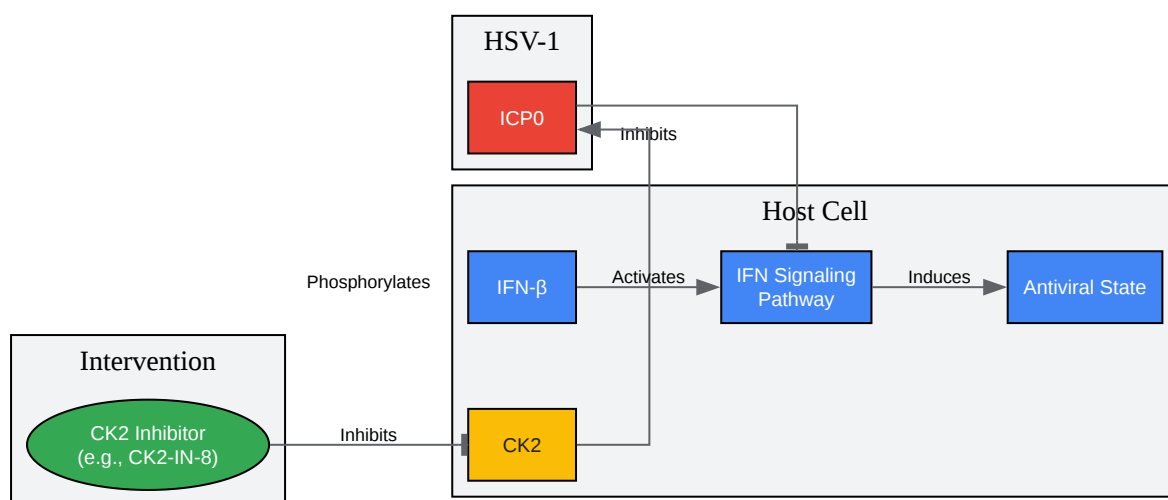 HSV-1
ICP0
Inhibits
Host Cell
Phosphorylates
IFN-β
Activates
IFN Signaling
Pathway
Induces
Antiviral State
Intervention
CK2 Inhibitor
(e.g., CK2-IN-8)
Inhibits
CK2